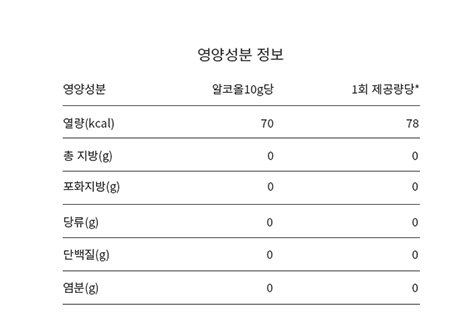 영양성분 정보
영양성분 알코올10g당 1회 제공량당*
열량(kcal) 70 78
총 지방(g) 0 0
포화지방(g) 0 0
당류(g) 0 0
단백질(g) 0 0
염분(g) 0 0